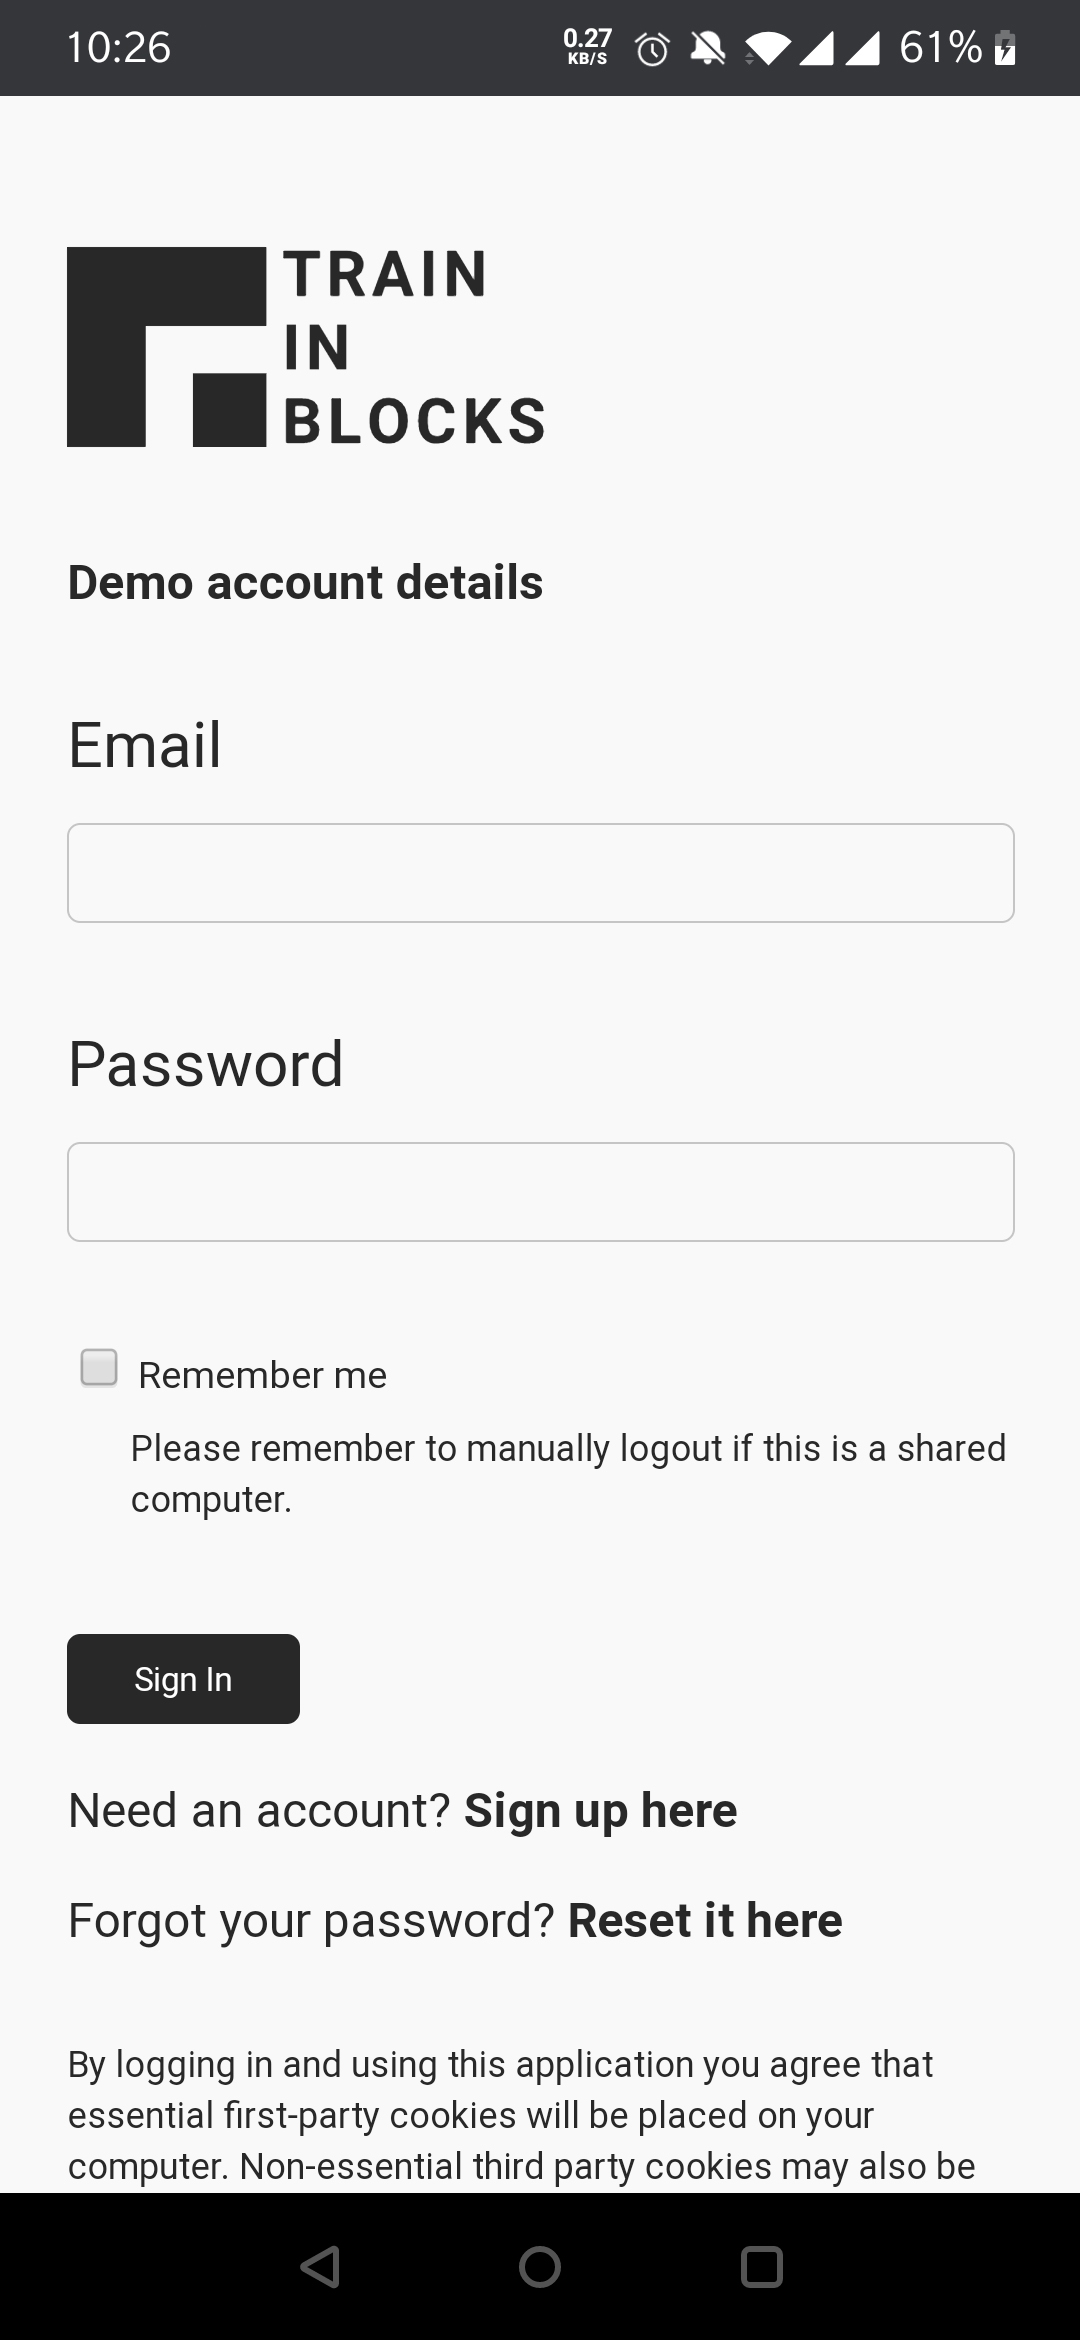 10:26
0.27
KB/S
61%
TRAIN
IN
BLOCKS
Demo account details
Email
Password
Remember me
Please remember to manually logout if this is a shared
computer.
Sign In
Need an account? Sign up here
Forgot your password? Reset it here
By logging in and using this application you agree that
essential first-party cookies will be placed on your
computer. Non-essential third party cookies may also be